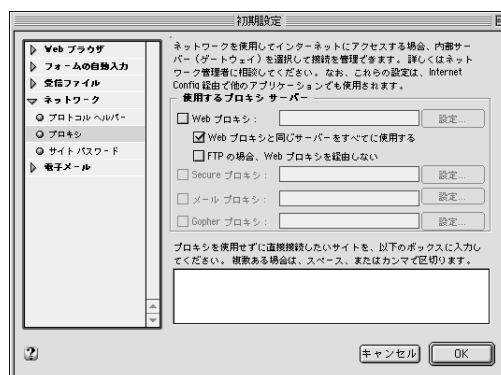 初期設定
Web ブラウザ
フォームの自動入力
受信ファイル
ネットワーク
プロトコル ヘルパー
プロキシ
サイト パスワード
電子メール
ネットワークを使用してインターネットにアクセスする場合、内部サー
バー（ゲートウェイ）を選択して接続を管理できます。詳しくはネット
ワーク管理者に相談してください。なお、これらの設定は、Internet
Config 経由で他のアプリケーションでも使用されます。
使用するプロキシ サーバー
Web プロキシ： 設定...
Web プロキシと同じサーバーをすべてに使用する
FTP の場合、Web プロキシを経由しない
Secure プロキシ： 設定...
メール プロキシ： 設定...
Gopher プロキシ： 設定...
プロキシを使用せずに直接接続したいサイトを、以下のボックスに入力し
てください。複数ある場合は、スペース、またはカンマで区切ります。
キャンセル OK